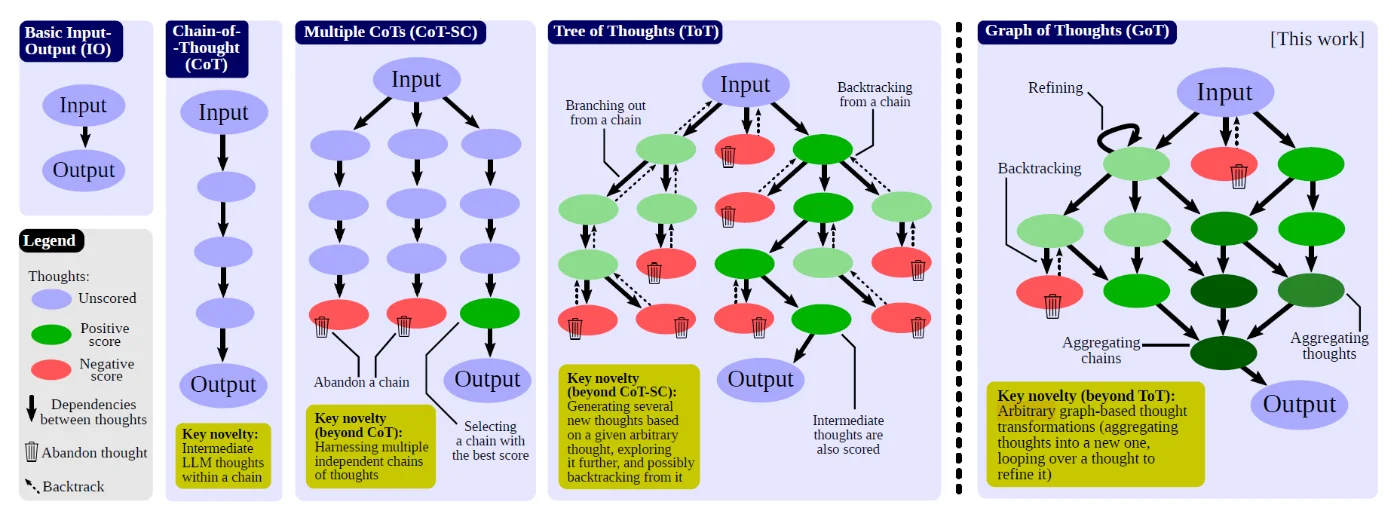 Basic Input-
Output (IO)
Input
Output
Legend
Thoughts:
Unscored
Positive
score
Negative
score
Dependencies
between thoughts
Abandon thought
Backtrack
Chain-of-
-Thought
(CoT)
Input
Output
Key novelty:
Intermediate
LLM thoughts
within a chain
Multiple CoTs (CoT-SC)
Input
Abandon a chain
Output
Key novelty
(beyond CoT):
Harnessing multiple
independent chains
of thoughts
Selecting
a chain with
the best score
Tree of Thoughts (ToT)
Input
Branching out
from a chain
Backtracking
from a chain
Output
Key novelty
(beyond CoT-SC):
Generating several
new thoughts based
on a given arbitrary
thought, exploring
it further, and possibly
backtracking from it
Intermediate
thoughts are
also scored
Graph of Thoughts (GoT)
[This work]
Refining
Input
Backtracking
Aggregating
chains
Aggregating
thoughts
Output
Key novelty (beyond ToT):
Arbitrary graph-based thought
transformations (aggregating
thoughts into a new one,
looping over a thought to
refine it)